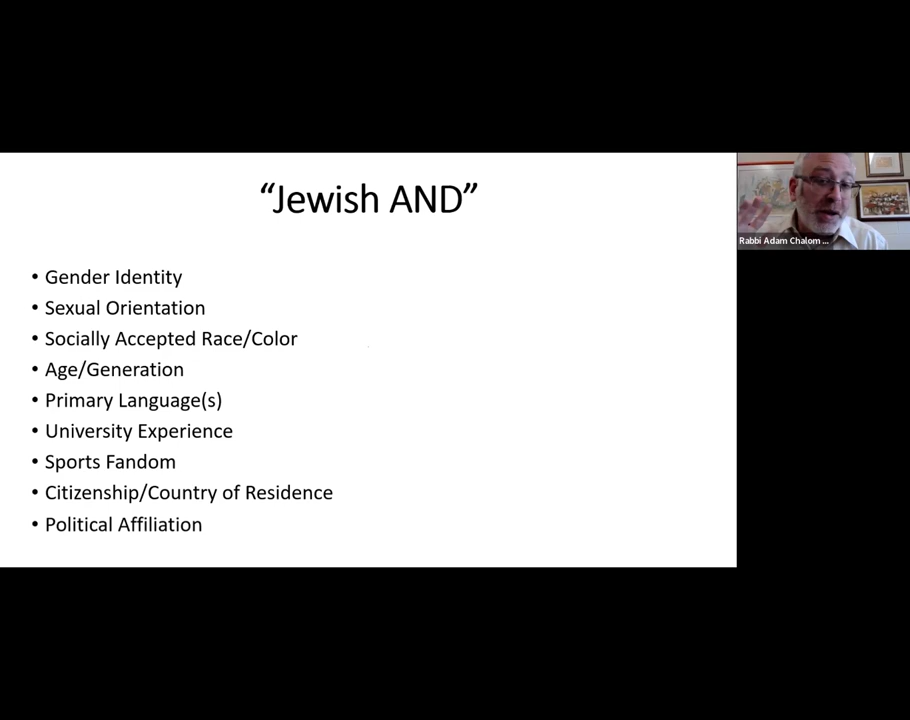 “Jewish AND”
• Gender Identity
• Sexual Orientation
• Socially Accepted Race/Color
• Age/Generation
• Primary Language(s)
• University Experience
• Sports Fandom
• Citizenship/Country of Residence
• Political Affiliation
Rabbi Adam Chalom ...